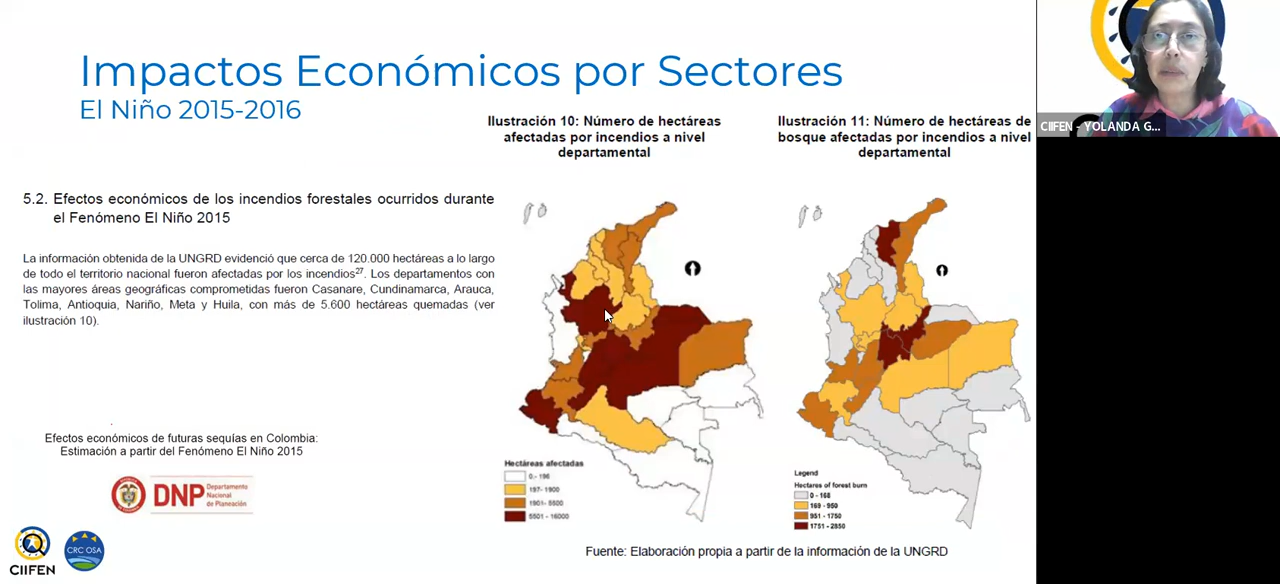 Impactos Económicos por Sectores
El Niño 2015-2016
CIIFEN - YOLANDA G...
Ilustración 10: Número de hectáreas
afectadas por incendios a nivel
departamental
Ilustración 11: Número de hectáreas de
bosque afectadas por incendios a nivel
departamental
5.2. Efectos económicos de los incendios forestales ocurridos durante
el Fenómeno El Niño 2015
La información obtenida de la UNGRD evidenció que cerca de 120.000 hectáreas a lo largo
de todo el territorio nacional fueron afectadas por los incendios27. Los departamentos con
las mayores áreas geográficas comprometidas fueron Casanare, Cundinamarca, Arauca,
Tolima, Antioquia, Nariño, Meta y Huila, con más de 5.600 hectáreas quemadas (ver
ilustración 10).
Efectos económicos de futuras sequías en Colombia:
Estimación a partir del Fenómeno El Niño 2015
DNP
Departamento
Nacional
de Planeación
CIIFEN
CRC OSA
Hectáreas afectadas
0 - 196
197 - 1900
1901 - 5500
5501 - 16000
Legend
Hectares of forest burn
0 - 168
169 - 950
951 - 1750
1751 - 2850
Fuente: Elaboración propia a partir de la información de la UNGRD